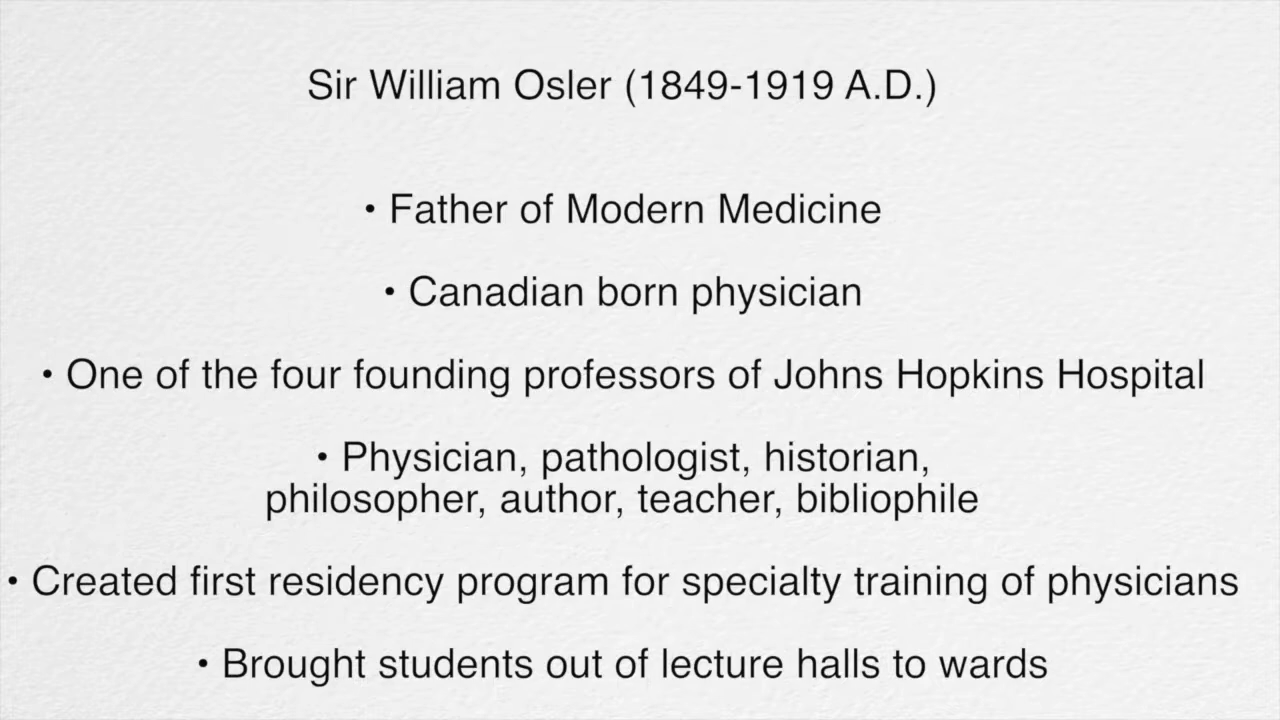 Sir William Osler (1849-1919 A.D.)
• Father of Modern Medicine
• Canadian born physician
• One of the four founding professors of Johns Hopkins Hospital
• Physician, pathologist, historian,
philosopher, author, teacher, bibliophile
• Created first residency program for specialty training of physicians
• Brought students out of lecture halls to wards